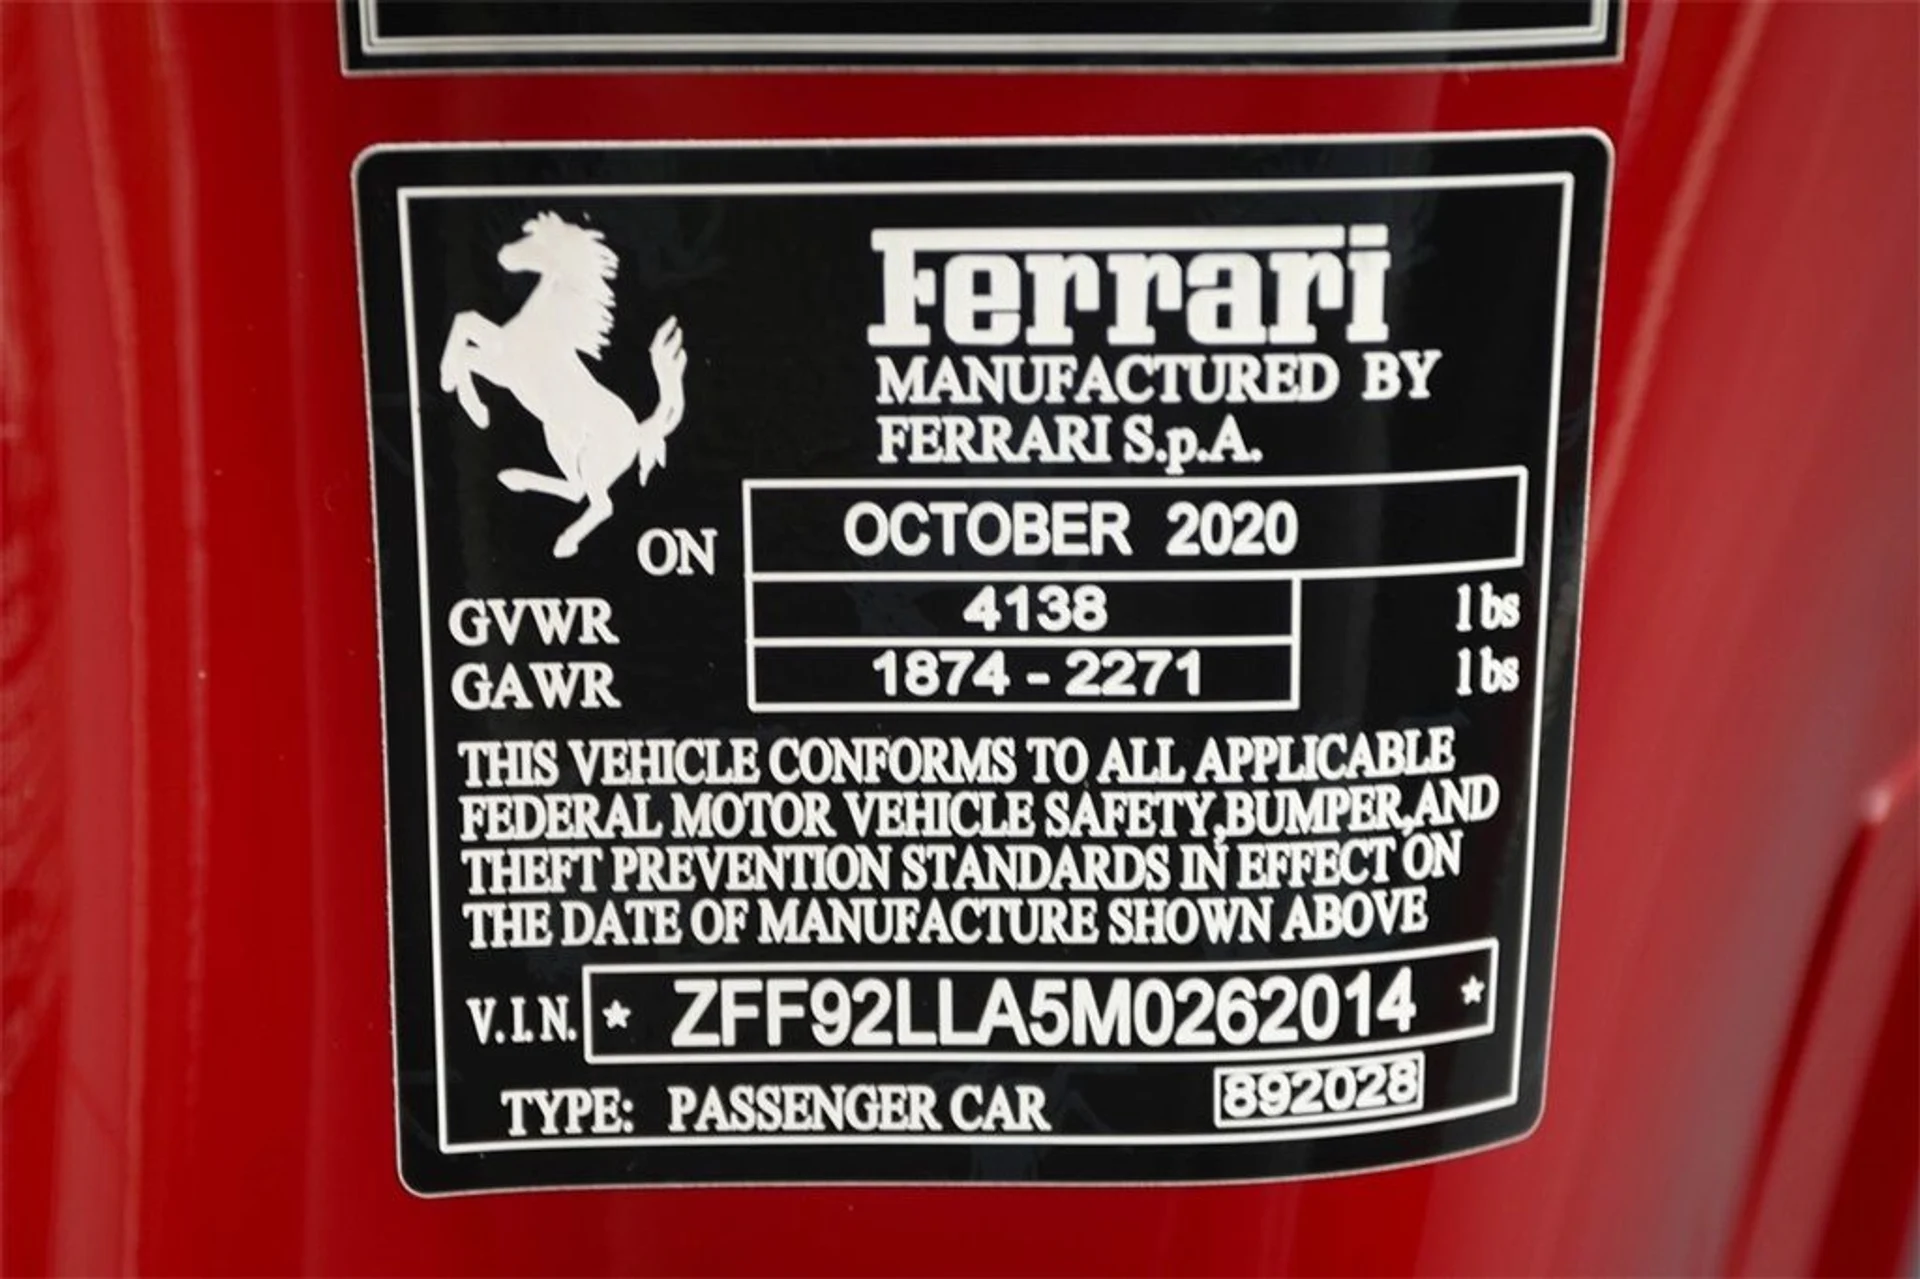 Ferrari
MANUFACTURED BY
FERRARI S.p.A.
ON OCTOBER 2020
GVWR 4138 lbs
GAWR 1874 - 2271 lbs
THIS VEHICLE CONFORMS TO ALL APPLICABLE
FEDERAL MOTOR VEHICLE SAFETY,BUMPER,AND
THEFT PREVENTION STANDARDS IN EFFECT ON
THE DATE OF MANUFACTURE SHOWN ABOVE
V.I.N. * ZFF92LLA5M0262014 *
TYPE: PASSENGER CAR 892028